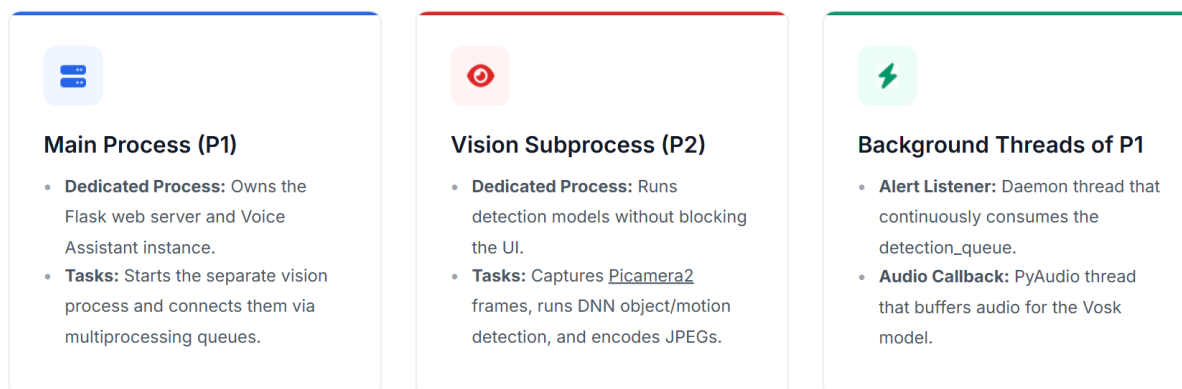 Main Process (P1)
Dedicated Process: Owns the
Flask web server and Voice
Assistant instance.
Tasks: Starts the separate vision
process and connects them via
multiprocessing queues.
Vision Subprocess (P2)
Dedicated Process: Runs
detection models without blocking
the UI.
Tasks: Captures Picamera2
frames, runs DNN object/motion
detection, and encodes JPEGs.
Background Threads of P1
Alert Listener: Daemon thread that
continuously consumes the
detection_queue.
Audio Callback: PyAudio thread
that buffers audio for the Vosk
model.